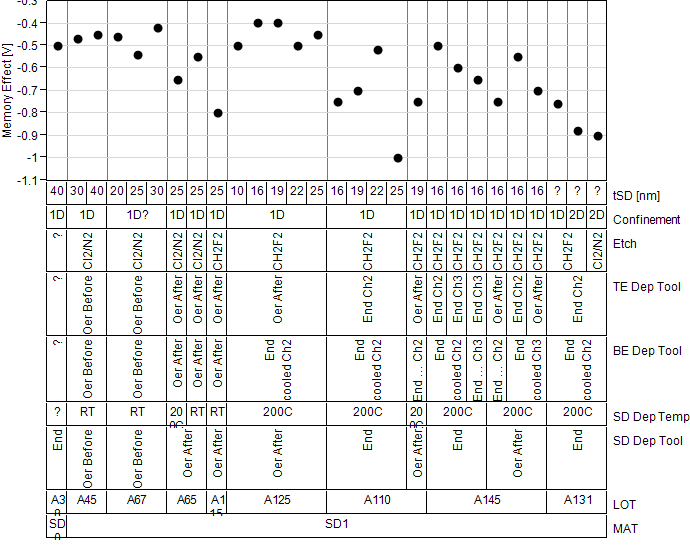 -0.3
-0.4
-0.5
-0.6
-0.7
-0.8
-0.9
-1
-1.1
Memory Effect [V]
40 30 40 20 25 30 25 25 25 10 16 19 22 25 16 19 22 25 19 16 16 16 16 16 16 ? ? ? tSD [nm]
1D 1D 1D? 1D 1D 1D 1D 1D 1D 1D 1D 1D 1D 1D 1D 1D 2D 2D Confinement
? Cl2/N2 Cl2/N2 Cl2/N2 Cl2/N2 CH2F2 CH2F2 CH2F2 CH2F2 CH2F2 CH2F2 CH2F2 CH2F2 CH2F2 CH2F2 CH2F2 Cl2/N2 Etch
? Oer Before Oer Before Oer After Oer After Oer After Oer After End Ch2 Oer After End Ch2 End Ch3 End Ch3 Oer After End Ch2 Oer After End Ch2 TE Dep Tool
? Oer Before Oer Before Oer After Oer After Oer After End cooled Ch2 End cooled Ch2 End ... Ch2 End cooled Ch2 End ... Ch3 End ... Ch2 End cooled Ch3 End cooled Ch2 BE Dep Tool
? RT RT 200C RT RT 200C 200C 200C 200C 200C 200C SD Dep Temp
End Oer Before Oer Before Oer After Oer After Oer After End Oer After End Oer After End SD Dep Tool
A45 A67 A65 A115 A125 A110 A145 A131 LOT
SD0 SD1 MAT